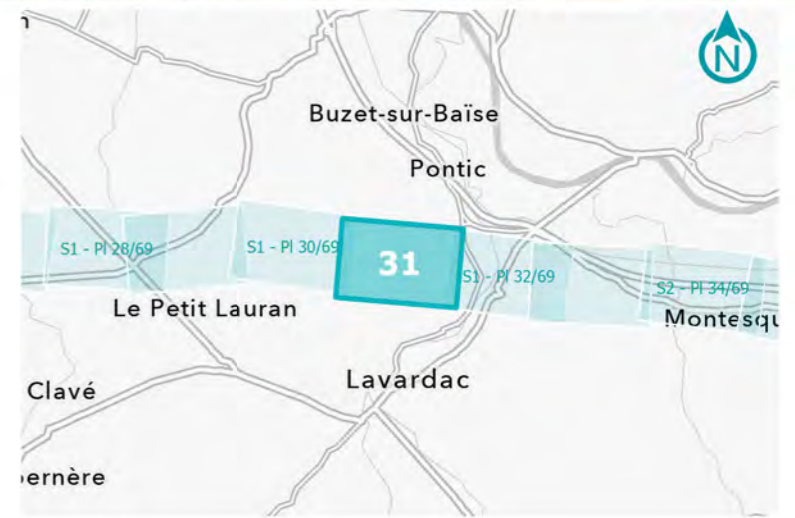 n
N
Buzet-sur-Baïse
Pontic
S1 - Pl 28/69
S1 - Pl 30/69
31
S1 - Pl 32/69
S2 - Pl 34/69
Le Petit Lauran
Montesqu
Lavardac
Clavé
ernère